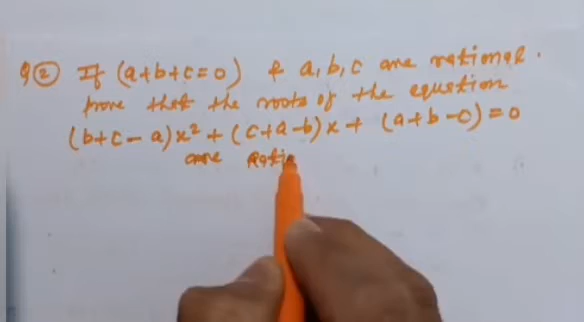 Q② If (a+b+c=0) & a,b,c are rational.
prove that the roots of the equation
(b+c-a)x² + (c+a-b)x + (a+b-c)=0
are ratio